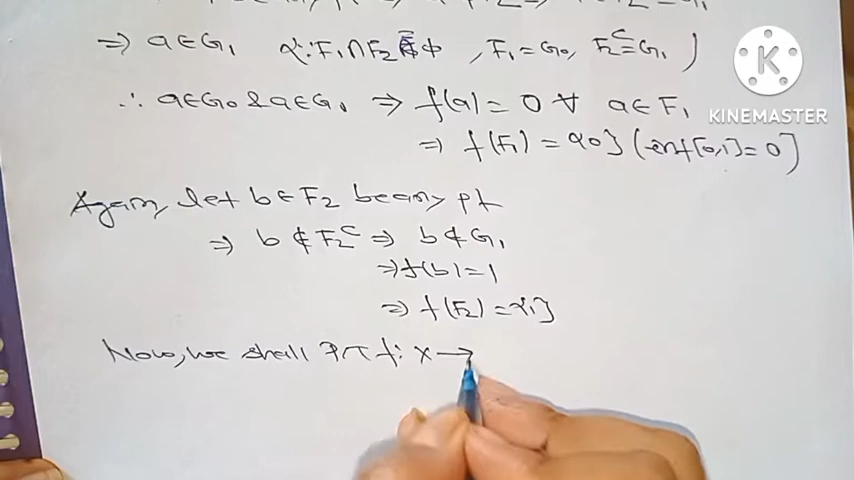 ⇒ a∈G₁ {∵ F₁∩F₂ = ϕ , F₁=G₀, F₂ᶜ=G₁ )
∴ a∈G₀ & a∈G₁ ⇒ f(a) = 0 ∀ a∈F₁
⇒ f(F₁) = {0} (inf[0,1]=0)
Again, let b∈F₂ be any pt
⇒ b∉F₂ᶜ ⇒ b∉G₁
⇒ f(b)=1
⇒ f(F₂) = {1}
Now, we shall PT f: X →
KINEMASTER